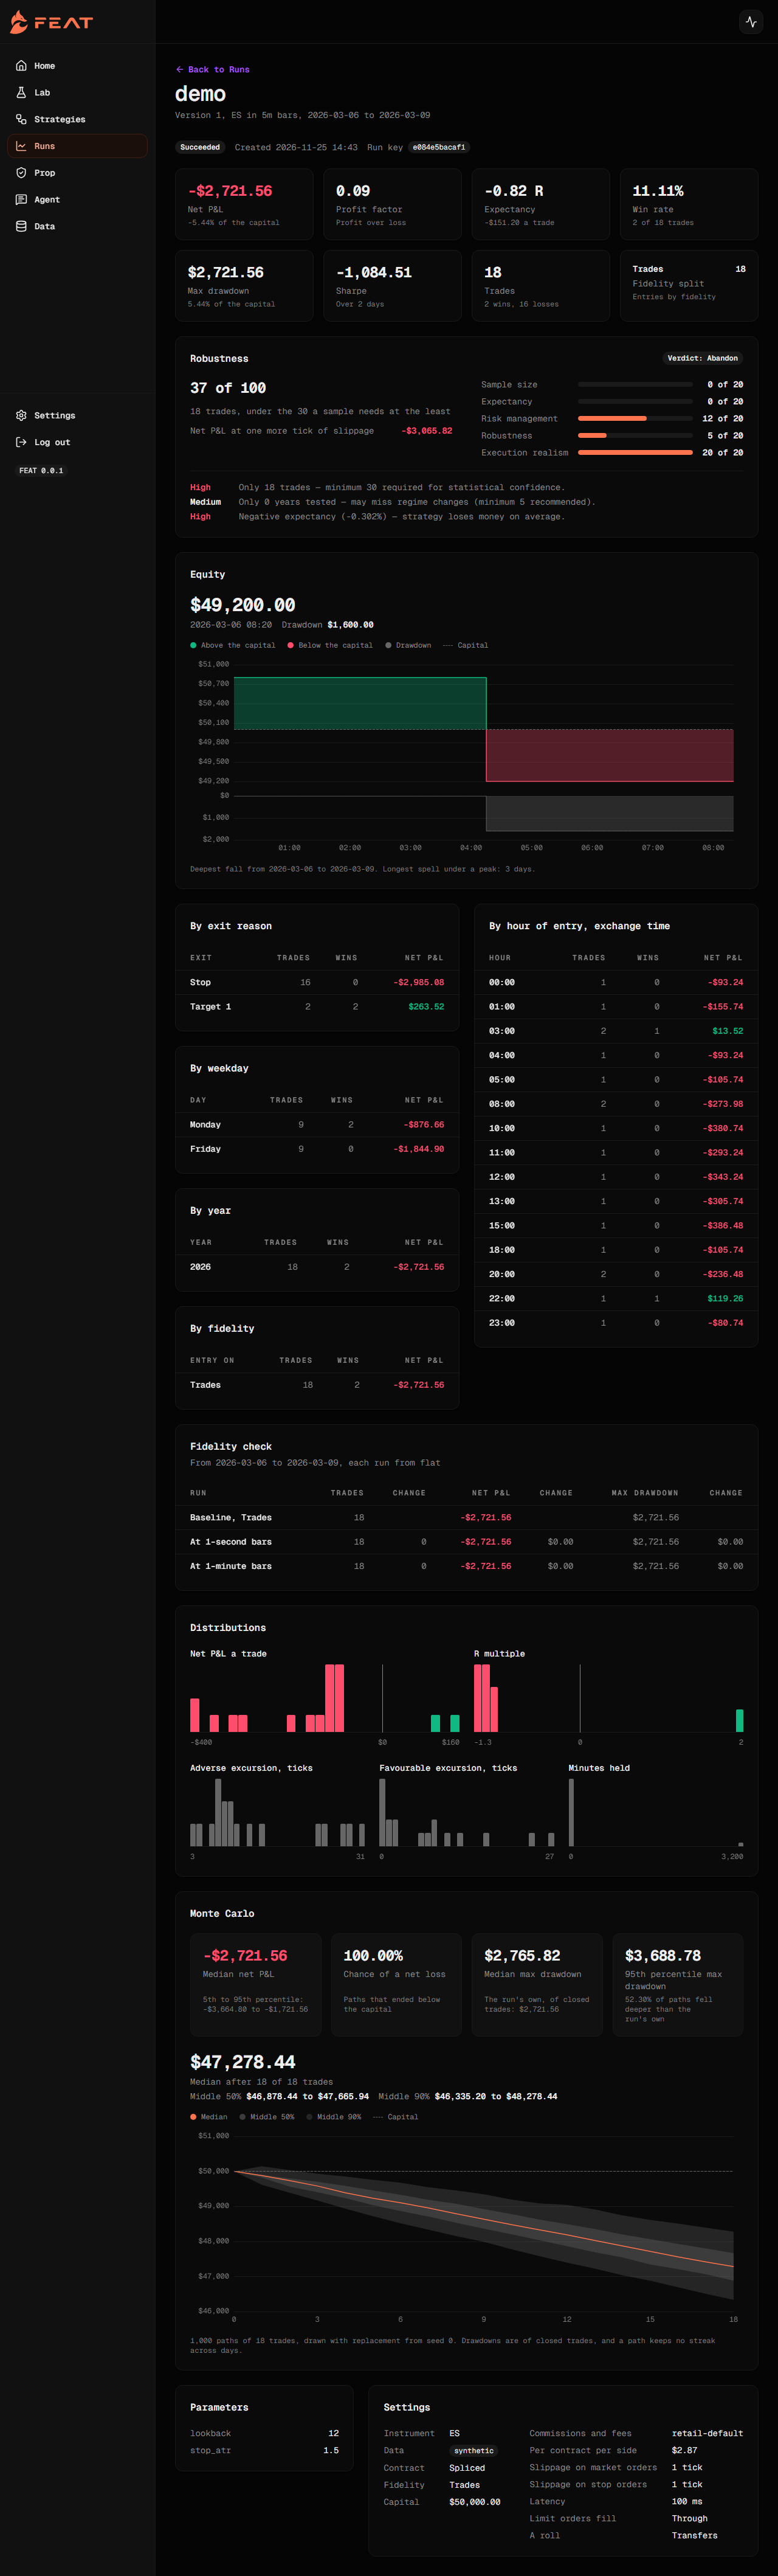 FEAT
Home
Lab
Strategies
Runs
Prop
Agent
Data
Settings
Log out
FEAT 0.0.1
← Back to Runs
demo
Version 1, ES in 5m bars, 2026-03-06 to 2026-03-09
Succeeded Created 2026-11-25 14:43 Run key e084e5bacaf1
-$2,721.56
Net P&L
-5.44% of the capital
0.09
Profit factor
Profit over loss
-0.82 R
Expectancy
-$151.20 a trade
11.11%
Win rate
2 of 18 trades
$2,721.56
Max drawdown
5.44% of the capital
-1,084.51
Sharpe
Over 2 days
18
Trades
2 wins, 16 losses
Trades 18
Fidelity split
Entries by fidelity
Robustness
Verdict: Abandon
37 of 100
18 trades, under the 30 a sample needs at the least
Net P&L at one more tick of slippage -$3,065.82
Sample size 0 of 20
Expectancy 0 of 20
Risk management 12 of 20
Robustness 5 of 20
Execution realism 20 of 20
High Only 18 trades — minimum 30 required for statistical confidence.
Medium Only 0 years tested — may miss regime changes (minimum 5 recommended).
High Negative expectancy (-0.302%) — strategy loses money on average.
Equity
$49,200.00
2026-03-06 08:20 Drawdown $1,600.00
Above the capital Below the capital Drawdown Capital
$51,000
$50,700
$50,400
$50,100
$49,800
$49,500
$49,200
$0
$1,000
$2,000
01:00 02:00 03:00 04:00 05:00 06:00 07:00 08:00
Deepest fall from 2026-03-06 to 2026-03-09. Longest spell under a peak: 3 days.
By exit reason
EXIT TRADES WINS NET P&L
Stop 16 0 -$2,985.08
Target 1 2 2 $263.52
By weekday
DAY TRADES WINS NET P&L
Monday 9 2 -$876.66
Friday 9 0 -$1,844.90
By year
YEAR TRADES WINS NET P&L
2026 18 2 -$2,721.56
By fidelity
ENTRY ON TRADES WINS NET P&L
Trades 18 2 -$2,721.56
By hour of entry, exchange time
HOUR TRADES WINS NET P&L
00:00 1 0 -$93.24
01:00 1 0 -$155.74
03:00 2 1 $13.52
04:00 1 0 -$93.24
05:00 1 0 -$105.74
08:00 2 0 -$273.98
10:00 1 0 -$380.74
11:00 1 0 -$293.24
12:00 1 0 -$343.24
13:00 1 0 -$305.74
15:00 1 0 -$386.48
18:00 1 0 -$105.74
20:00 2 0 -$236.48
22:00 1 1 $119.26
23:00 1 0 -$80.74
Fidelity check
From 2026-03-06 to 2026-03-09, each run from flat
RUN TRADES CHANGE NET P&L CHANGE MAX DRAWDOWN CHANGE
Baseline, Trades 18 -$2,721.56 $2,721.56
At 1-second bars 18 0 -$2,721.56 $0.00 $2,721.56 $0.00
At 1-minute bars 18 0 -$2,721.56 $0.00 $2,721.56 $0.00
Distributions
Net P&L a trade
-$400 $0 $160
R multiple
-1.3 0 2
Adverse excursion, ticks
3 31
Favourable excursion, ticks
0 27
Minutes held
0 3,200
Monte Carlo
-$2,721.56
Median net P&L
5th to 95th percentile:
-$3,664.80 to -$1,721.56
100.00%
Chance of a net loss
Paths that ended below
the capital
$2,765.82
Median max drawdown
The run's own, of closed
trades: $2,721.56
$3,688.78
95th percentile max
drawdown
52.30% of paths fell
deeper than the
run's own
$47,278.44
Median after 18 of 18 trades
Middle 50% $46,878.44 to $47,665.94 Middle 90% $46,335.20 to $48,278.44
Median Middle 50% Middle 90% Capital
$51,000
$50,000
$49,000
$48,000
$47,000
$46,000
0 3 6 9 12 15 18
1,000 paths of 18 trades, drawn with replacement from seed 0. Drawdowns are of closed trades, and a path keeps no streak
across days.
Parameters
lookback 12
stop_atr 1.5
Settings
Instrument ES
Data synthetic
Contract Spliced
Fidelity Trades
Capital $50,000.00
Commissions and fees retail-default
Per contract per side $2.87
Slippage on market orders 1 tick
Slippage on stop orders 1 tick
Latency 100 ms
Limit orders fill Through
A roll Transfers